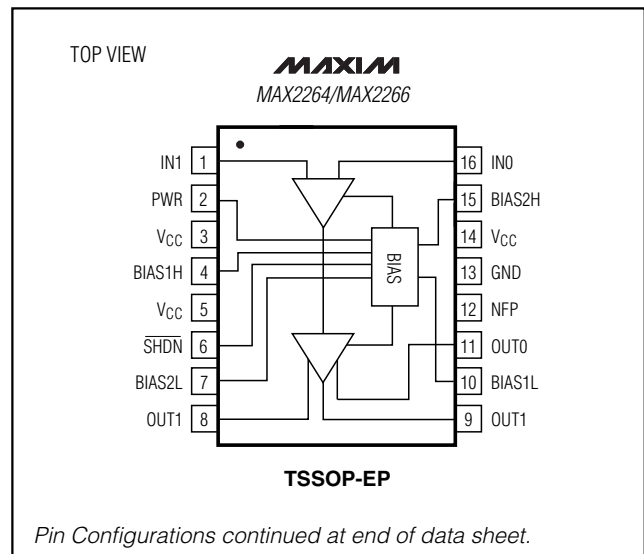 TOP VIEW
MAXIM
MAX2264/MAX2266
IN1 1
16 IN0
PWR 2
15 BIAS2H
VCC 3
14 VCC
BIAS1H 4
13 GND
VCC 5
12 NFP
SHDN 6
11 OUT0
BIAS2L 7
10 BIAS1L
OUT1 8
9 OUT1
BIAS
TSSOP-EP
Pin Configurations continued at end of data sheet.